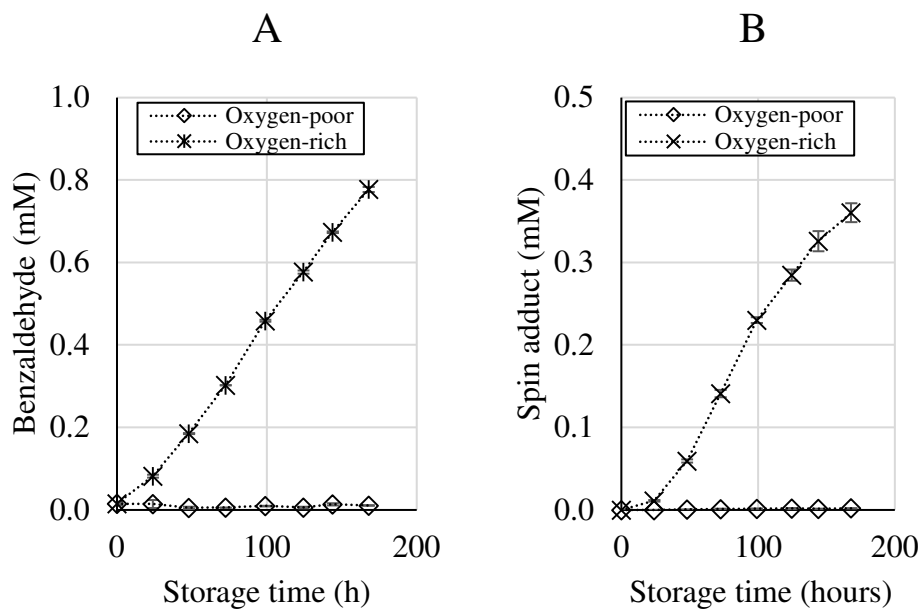 A
Benzaldehyde (mM)
1.0
0.8
0.6
0.4
0.2
0.0
Oxygen-poor
Oxygen-rich
0
100
200
Storage time (h)
B
Spin adduct (mM)
0.5
0.4
0.3
0.2
0.1
0.0
Oxygen-poor
Oxygen-rich
0
100
200
Storage time (hours)